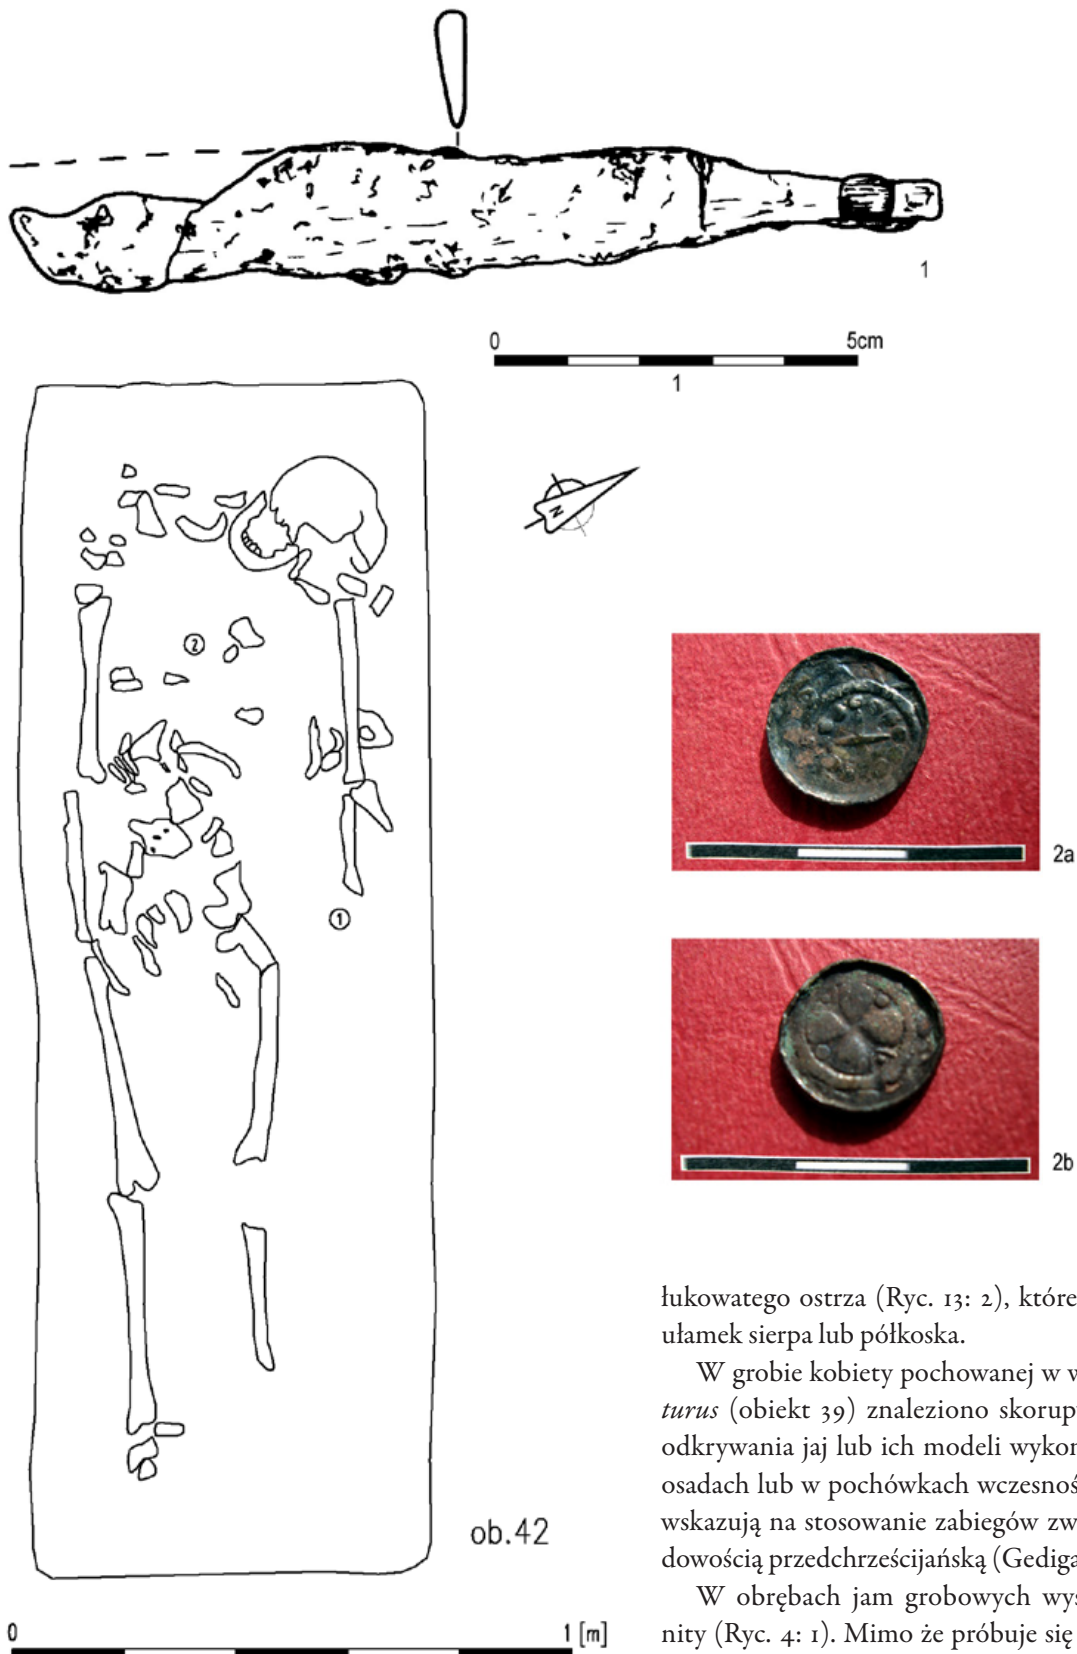 1
0 5cm
1
N
2
1
2a
2b
ob.42
0 1 [m]
łukowatego ostrza (Ryc. 13: 2), które
ułamek sierpa lub półkoska.
W grobie kobiety pochowanej w w
turus (obiekt 39) znaleziono skorup
odkrywania jaj lub ich modeli wykon
osadach lub w pochówkach wczesnoś
wskazują na stosowanie zabiegów zw
dowością przedchrześcijańską (Gediga
W obrębach jam grobowych wys
nity (Ryc. 4: 1). Mimo że próbuje się